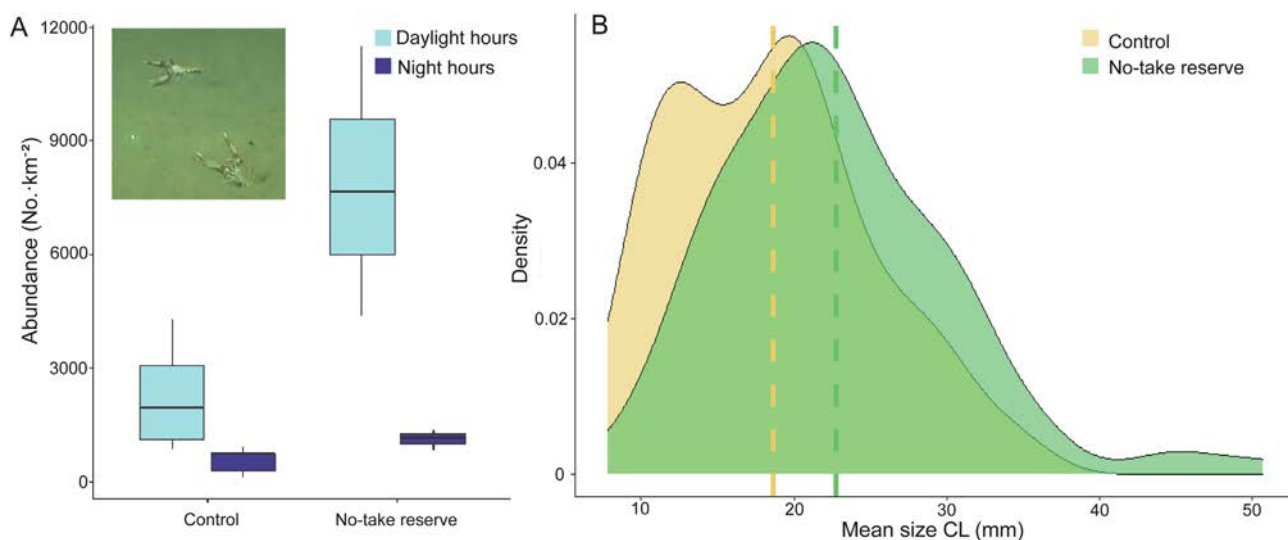 A
12000
9000
6000
3000
0
Abundance (No.·km⁻²)
Daylight hours
Night hours
Control
No-take reserve
B
Control
No-take reserve
0.04
0.02
0
Density
10
20
30
40
50
Mean size CL (mm)